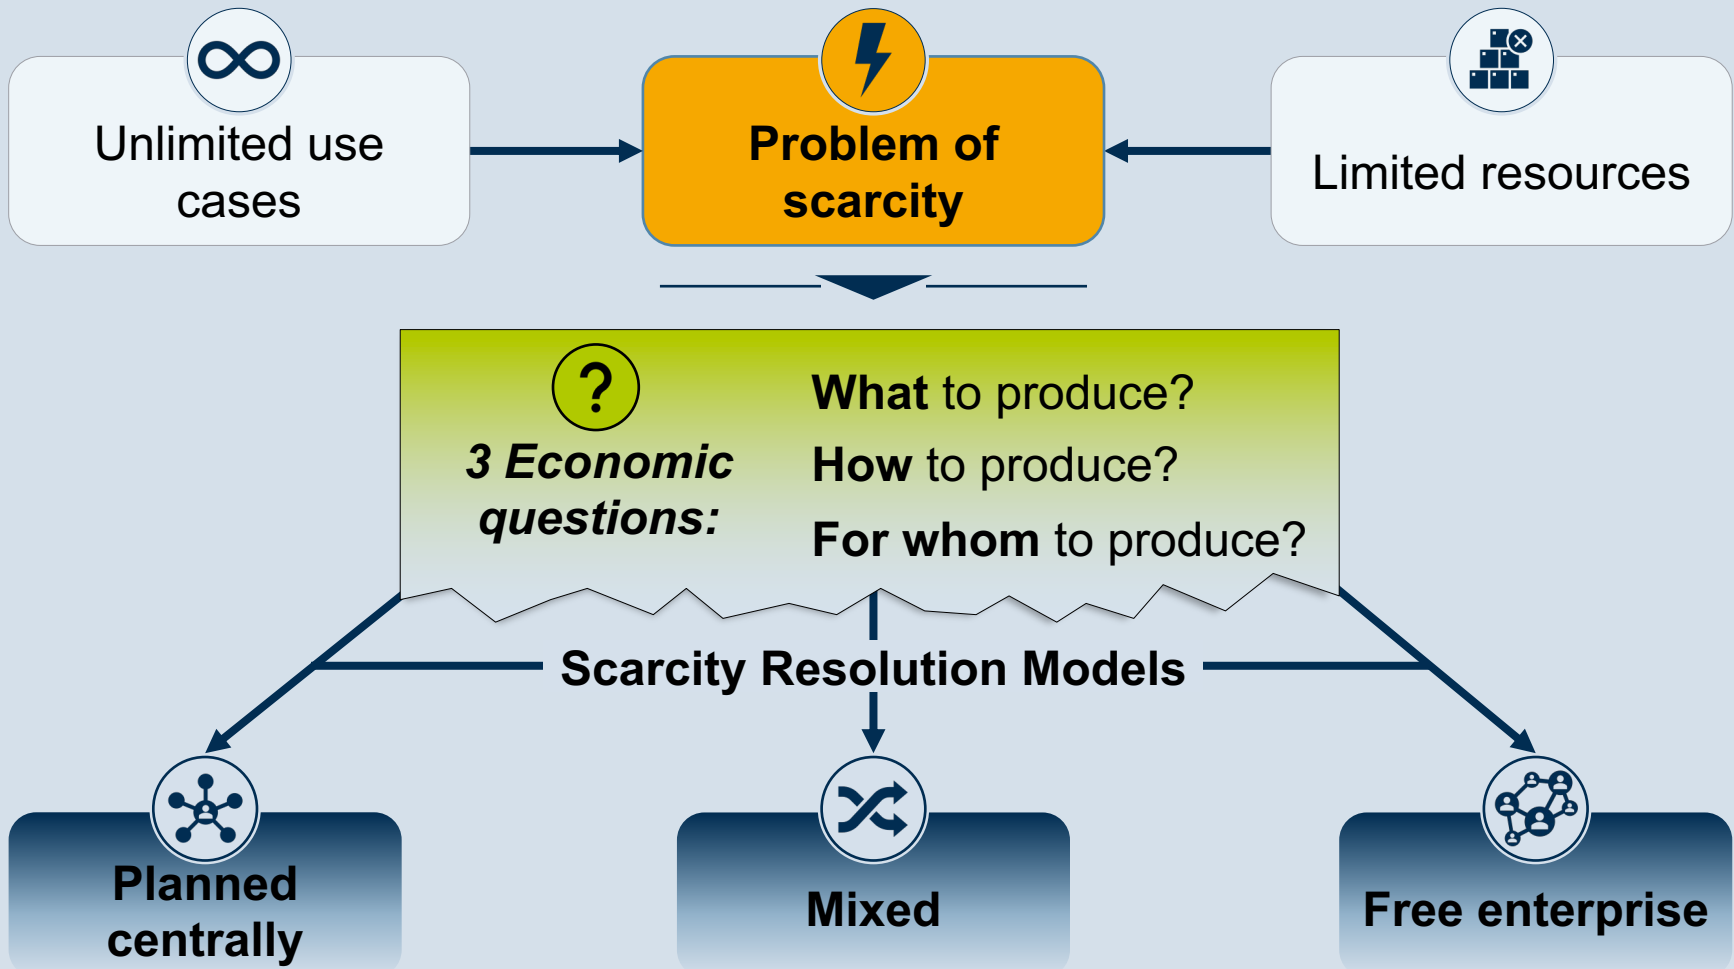 Unlimited use
cases
Problem of
scarcity
Limited resources
?
3 Economic
questions:
What to produce?
How to produce?
For whom to produce?
Scarcity Resolution Models
Planned
centrally
Mixed
Free enterprise